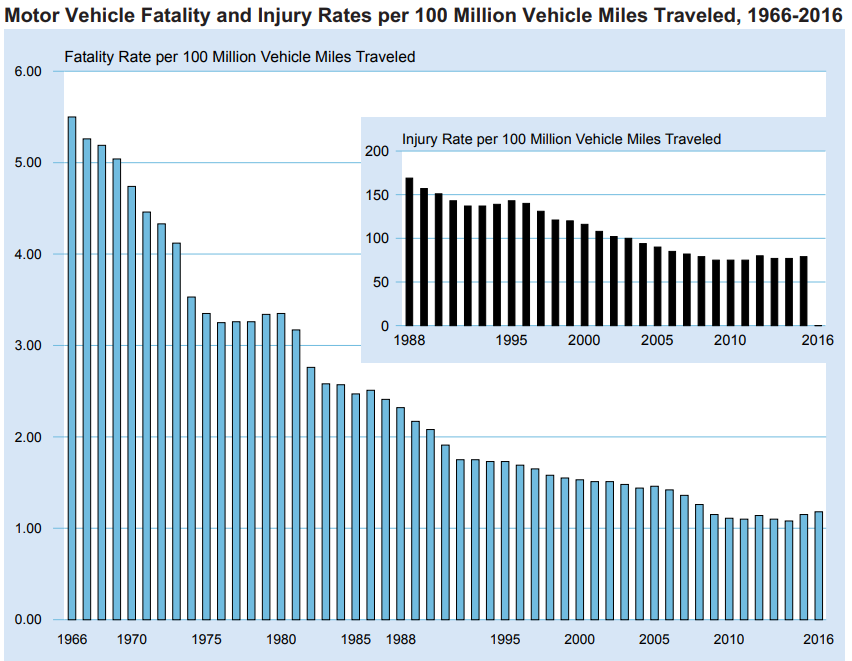 Motor Vehicle Fatality and Injury Rates per 100 Million Vehicle Miles Traveled, 1966-2016
Fatality Rate per 100 Million Vehicle Miles Traveled
6.00
5.00
4.00
3.00
2.00
1.00
0.00
1966 1970 1975 1980 1985 1988 1995 2000 2005 2010 2016
Injury Rate per 100 Million Vehicle Miles Traveled
200
150
100
50
0
1988 1995 2000 2005 2010 2016